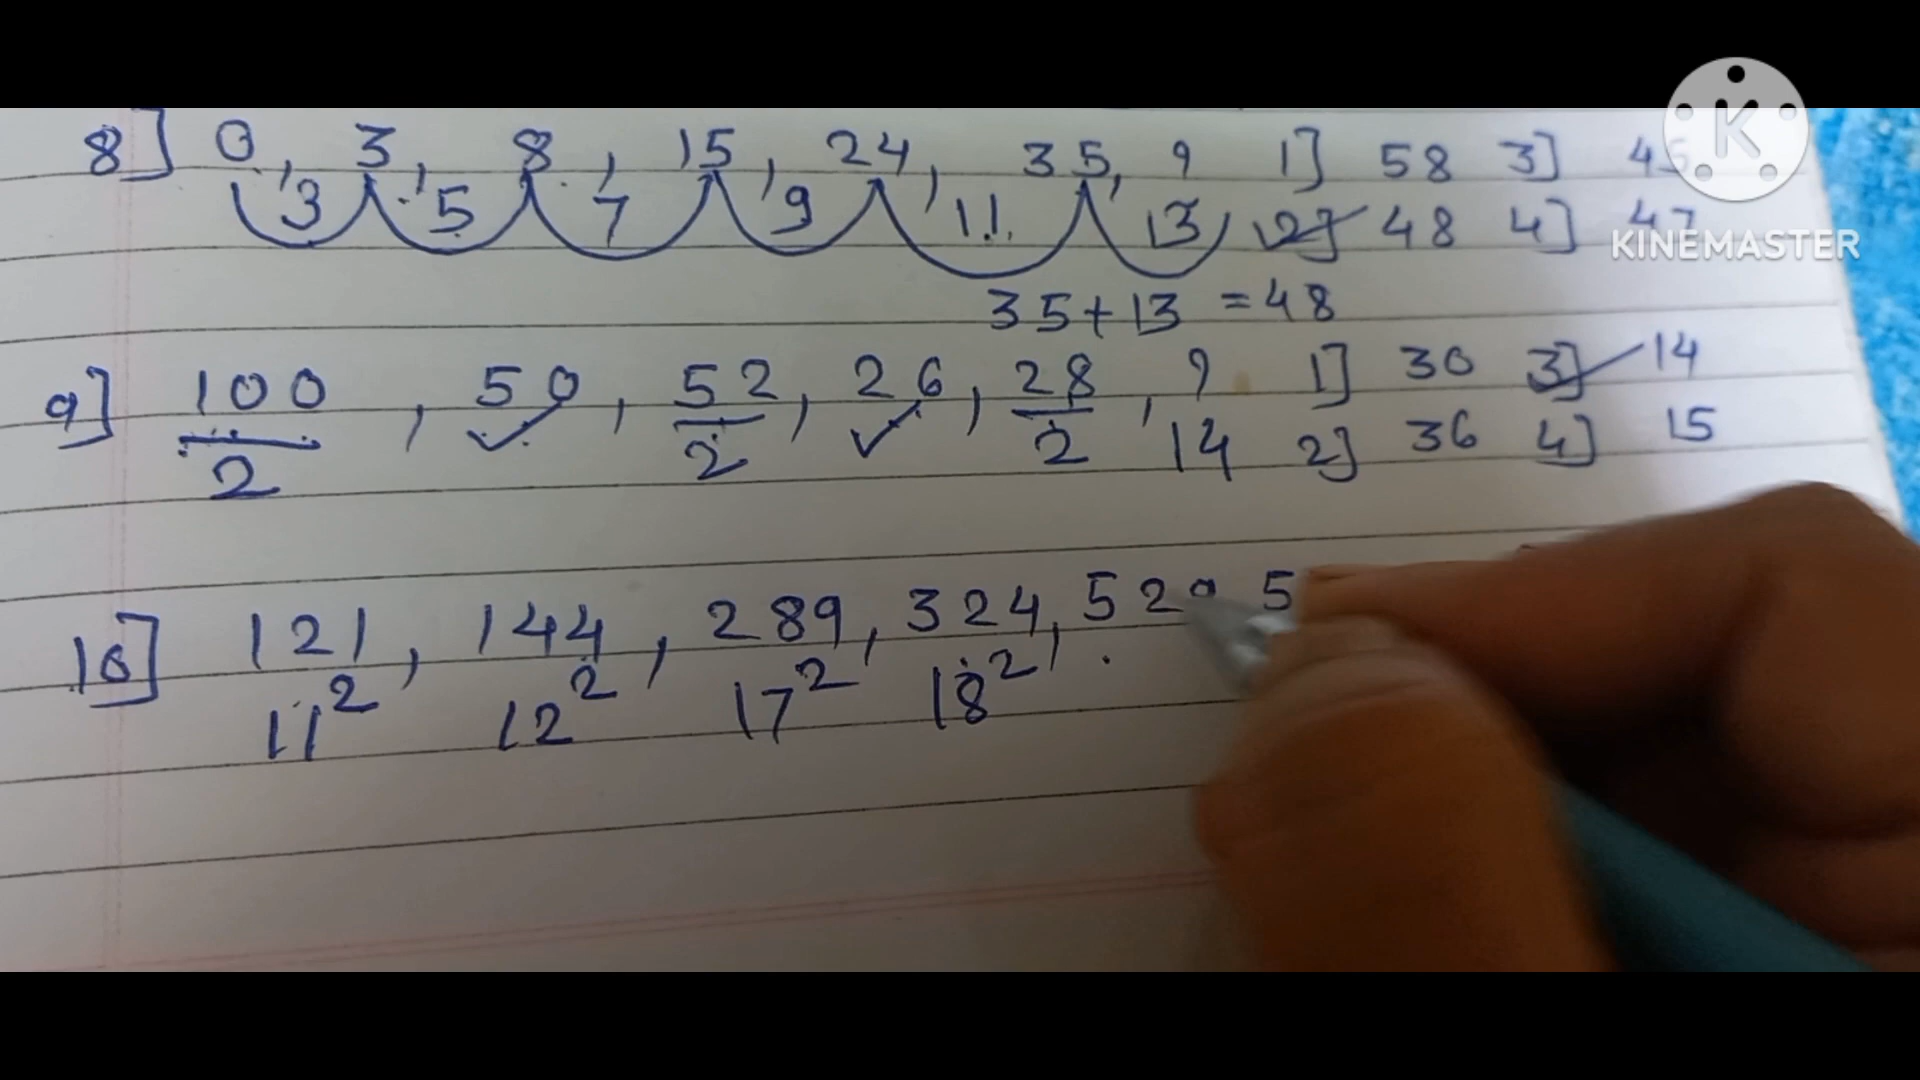 8] 0, 3, 8, 15, 24, 35, ? 1] 58 3]
3 5 7 9 11 13 2] 48 4] 47
KINEMASTER
35+13 = 48
9] 100, 50, 52, 26, 28, ? 1] 30 3] 14
2 2 2 14 2] 36 4] 15
10] 121, 144, 289, 324, 529 5
11² 12² 17² 18²